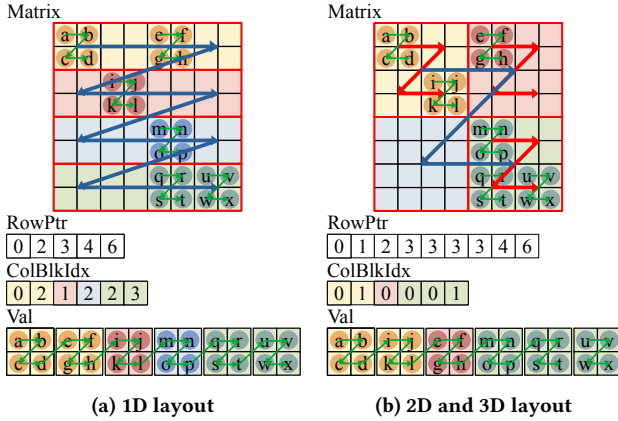 Matrix
a b e f
c d g h
i j
k l
m n
o p
q r u v
s t w x
RowPtr
0 2 3 4 6
ColBlkIdx
0 2 1 2 2 3
Val
a b e f i j m n q r u v
c d g h k l o p s t w x
(a) 1D layout
Matrix
a b e f
c d g h
i j
k l
m n
o p
q r u v
s t w x
RowPtr
0 1 2 3 3 3 3 4 6
ColBlkIdx
0 1 0 0 0 1
Val
a b i j e f m n q r u v
c d k l g h o p s t w x
(b) 2D and 3D layout